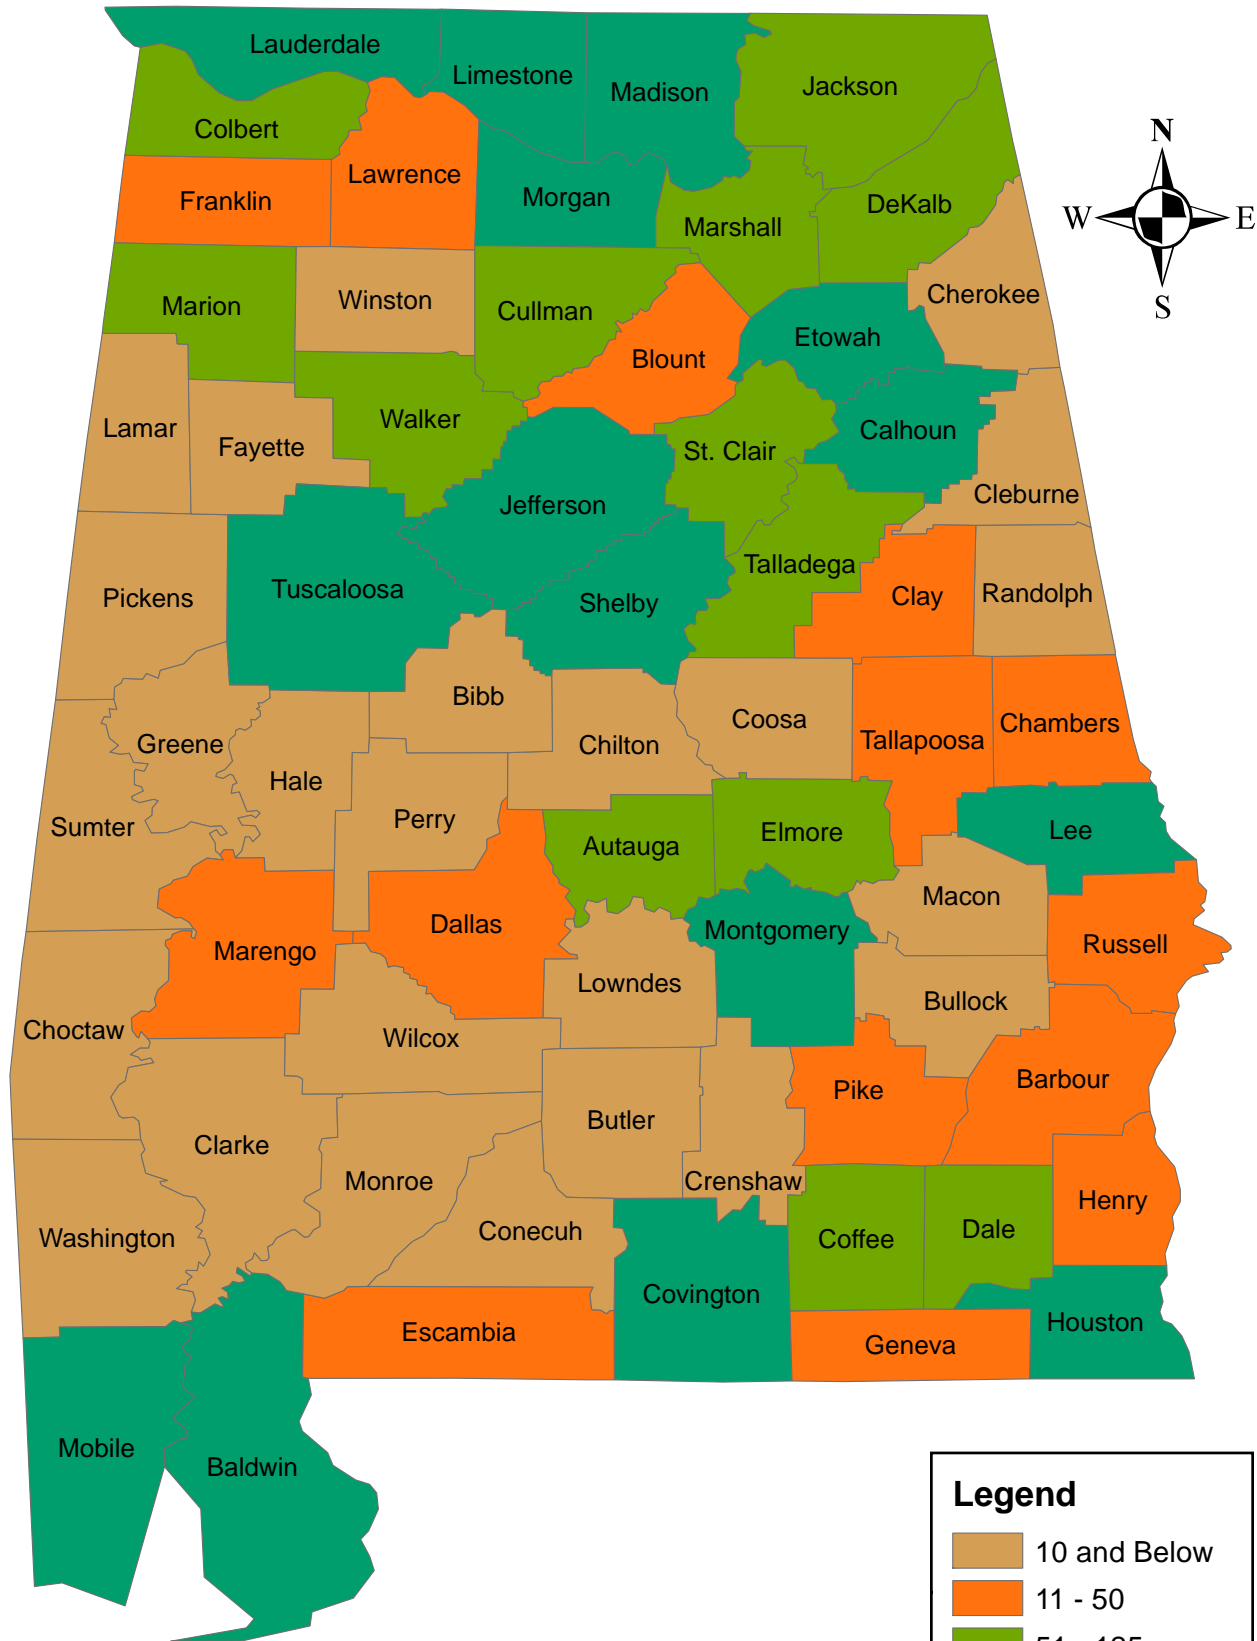 Lauderdale
Limestone
Madison
Jackson
Colbert
Lawrence
Franklin
Morgan
Marshall
DeKalb
N
W
E
S
Marion
Winston
Cullman
Cherokee
Blount
Etowah
Lamar
Fayette
Walker
St. Clair
Calhoun
Cleburne
Jefferson
Pickens
Tuscaloosa
Shelby
Talladega
Clay
Randolph
Greene
Bibb
Chilton
Coosa
Tallapoosa
Chambers
Sumter
Hale
Perry
Autauga
Elmore
Lee
Marengo
Dallas
Lowndes
Montgomery
Macon
Russell
Choctaw
Wilcox
Bullock
Butler
Pike
Barbour
Clarke
Monroe
Crenshaw
Washington
Conecuh
Covington
Coffee
Dale
Henry
Escambia
Geneva
Houston
Mobile
Baldwin
Legend
10 and Below
11 - 50